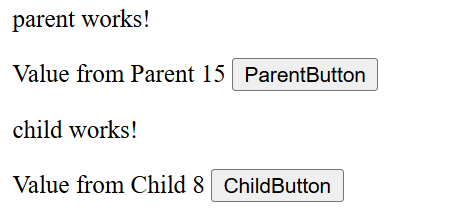 parent works!
Value from Parent 15 ParentButton
child works!
Value from Child 8 ChildButton